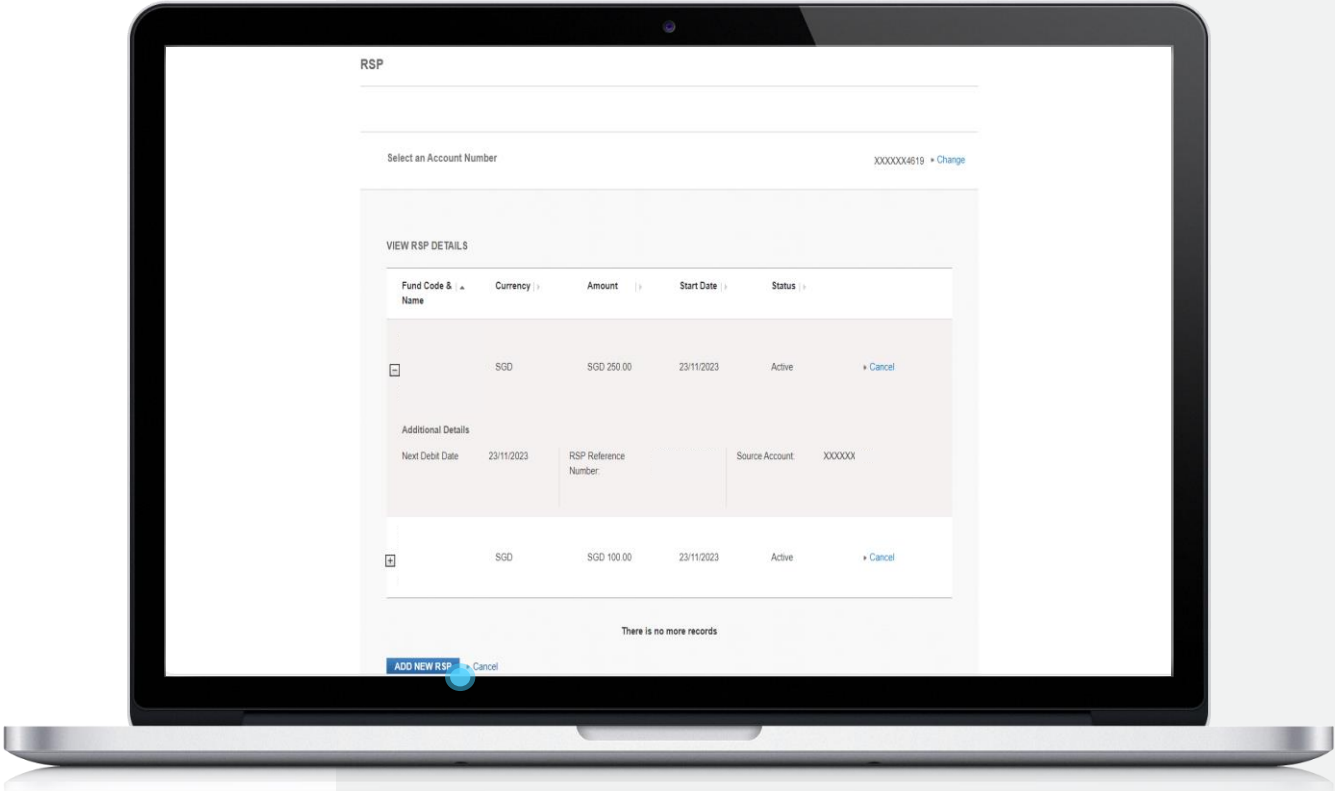 RSP
Select an Account Number XXXXXX4619 Change
VIEW RSP DETAILS
Fund Code & Currency Amount Start Date Status
Name
SGD SGD 250.00 23/11/2023 Active Cancel
Additional Details
Next Debit Date 23/11/2023 RSP Reference Source Account: XXXXXX
Number:
SGD SGD 100.00 23/11/2023 Active Cancel
There is no more records
ADD NEW RSP Cancel